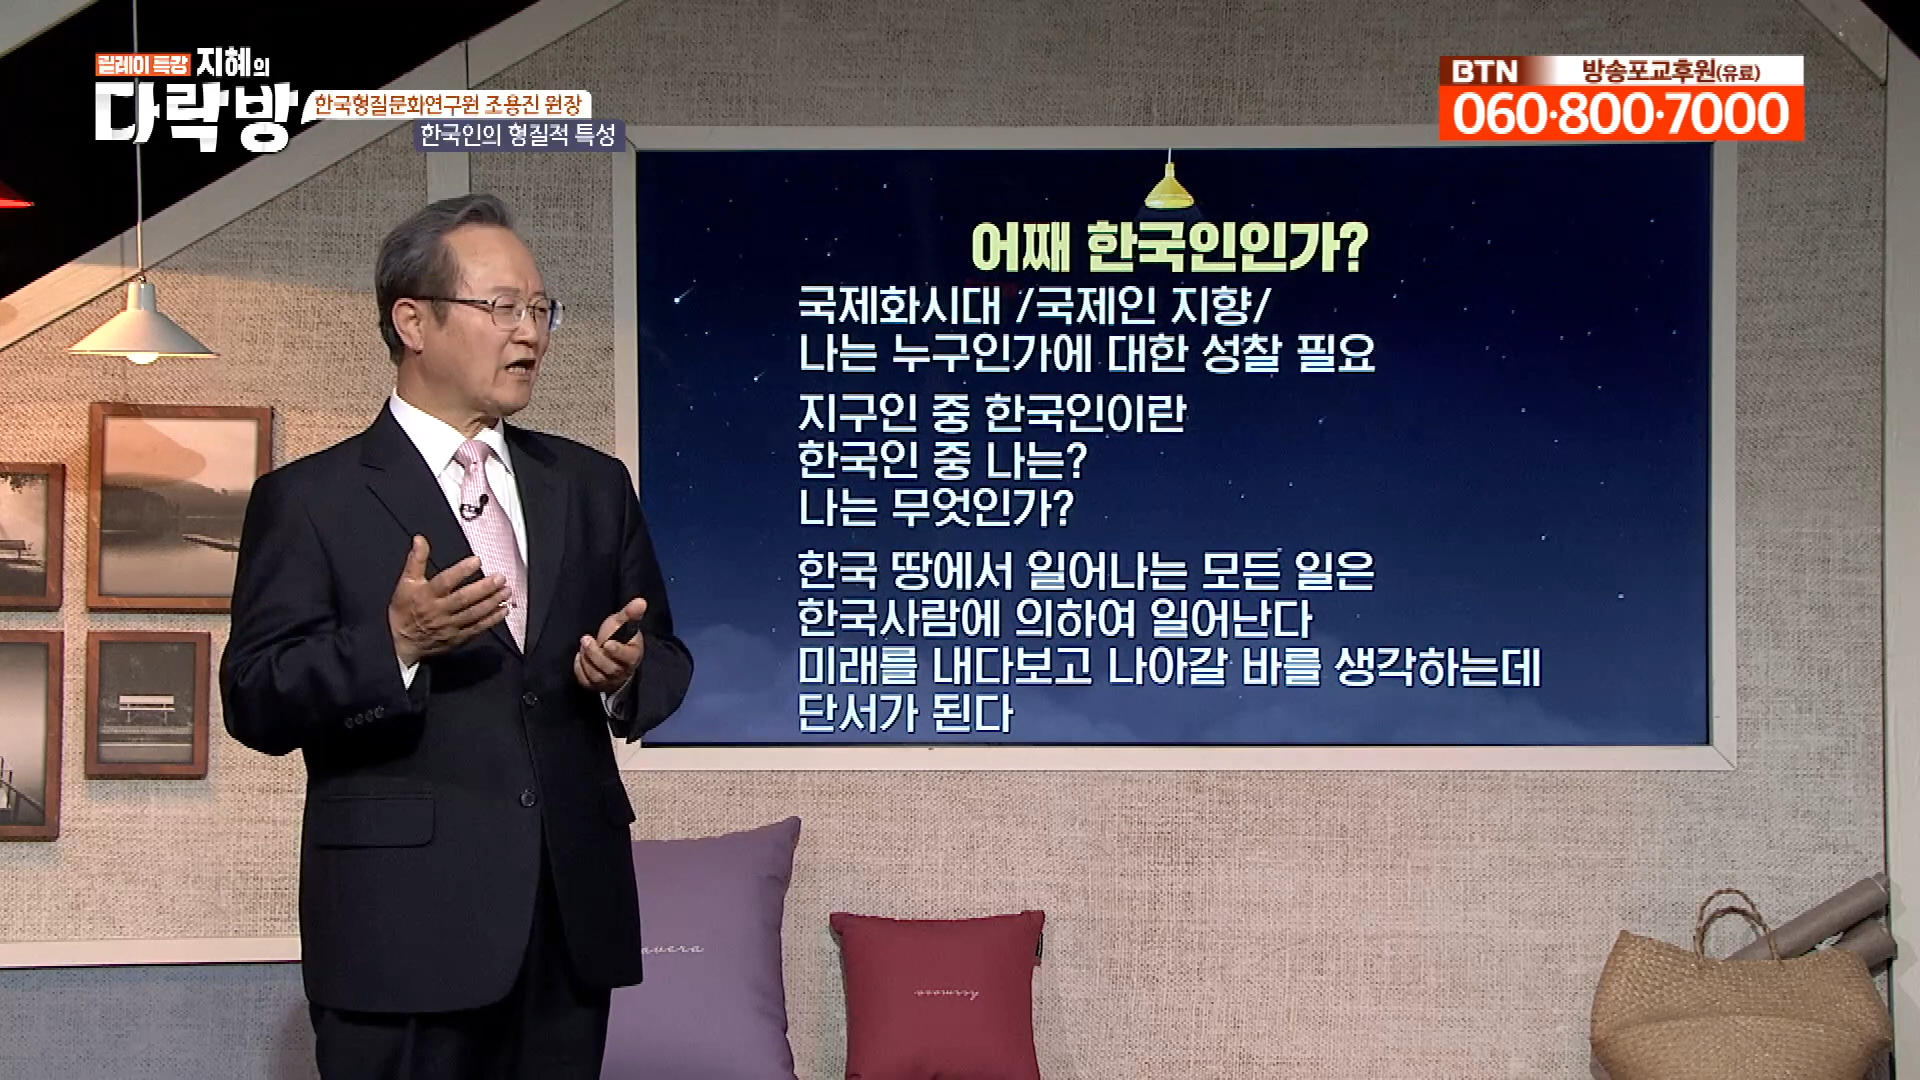 릴레이 특강 지혜의
다락방
한국형질문화연구원 조용진 원장
한국인의 형질적 특성
BTN 방송포교후원(유료)
060·800·7000
어째 한국인인가?
국제화시대 /국제인 지향/
나는 누구인가에 대한 성찰 필요
지구인 중 한국인이란
한국인 중 나는?
나는 무엇인가?
한국 땅에서 일어나는 모든 일은
한국사람에 의하여 일어난다
미래를 내다보고 나아갈 바를 생각하는데
단서가 된다